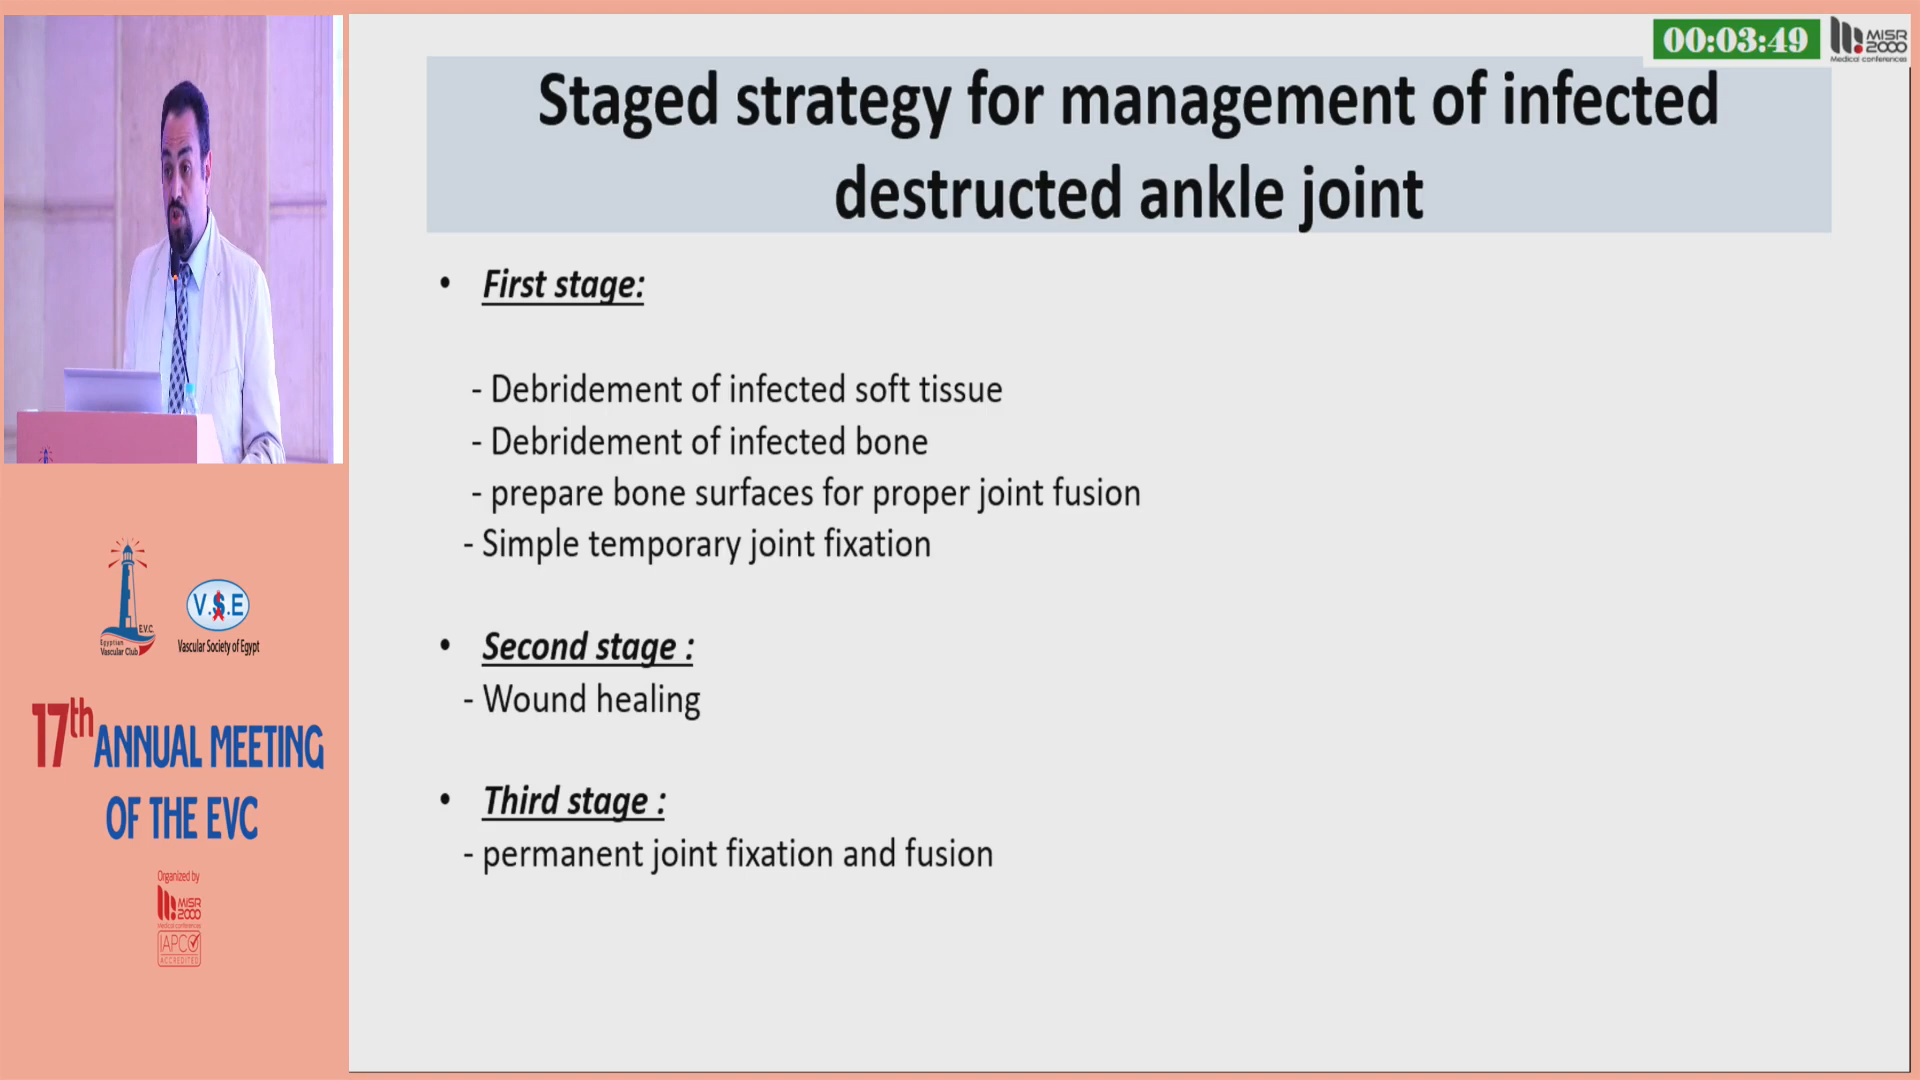 00:03:49
MISR
2000
Medical conferences
Staged strategy for management of infected
destructed ankle joint
• First stage:
- Debridement of infected soft tissue
- Debridement of infected bone
- prepare bone surfaces for proper joint fusion
- Simple temporary joint fixation
• Second stage :
- Wound healing
• Third stage :
- permanent joint fixation and fusion
E.V.C.
Egyptian
Vascular Club
V.S.E
Vascular Society of Egypt
17th ANNUAL MEETING
OF THE EVC
Organized by
MISR
2000
Medical conferences
IAPCO
ACCREDITED